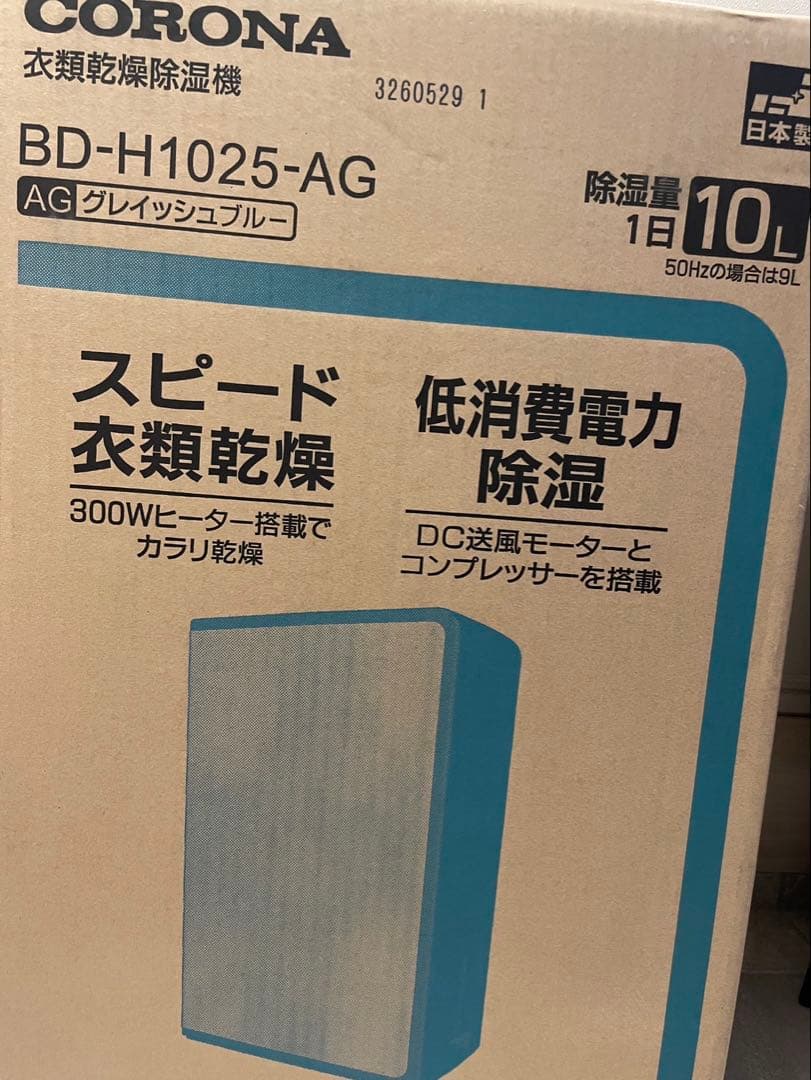 CORONA
衣類乾燥除湿機
3260529 1
日本製
BD-H1025-AG
AG グレイッシュブルー
除湿量
1日 10L
50Hzの場合は9L
スピード
衣類乾燥
300Wヒーター搭載で
カラリ乾燥
低消費電力
除湿
DC送風モーターと
コンプレッサーを搭載